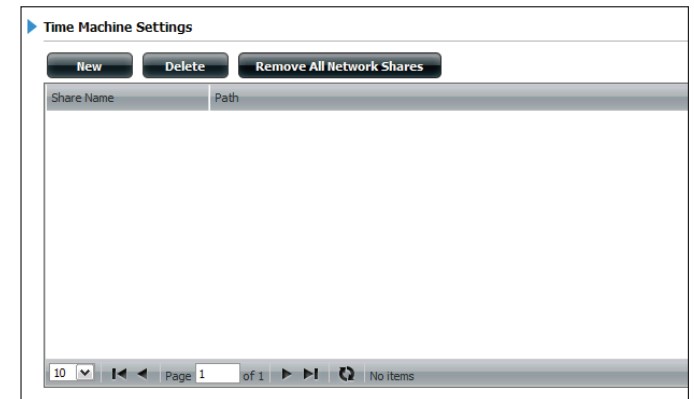 Time Machine Settings
New Delete Remove All Network Shares
Share Name Path
10 Page 1 of 1 No items